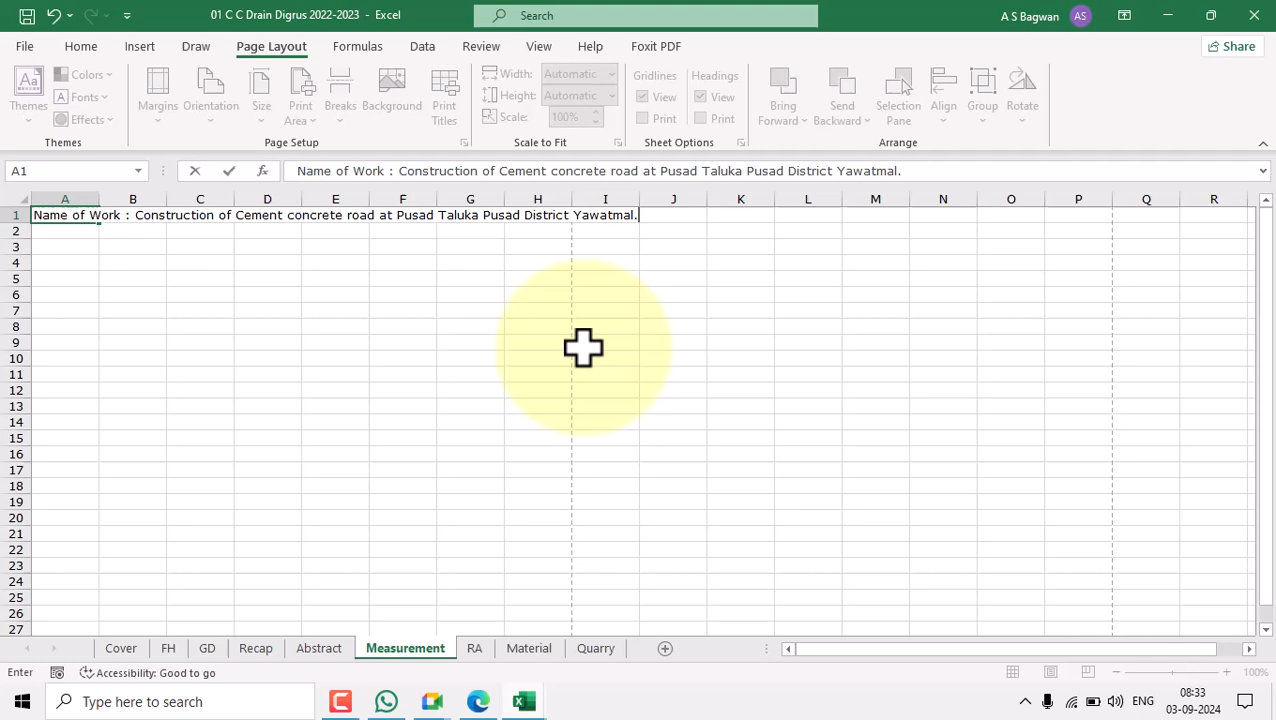 01 C C Drain Digrus 2022-2023 - Excel
Search
A S Bagwan
AS
File
Home
Insert
Draw
Page Layout
Formulas
Data
Review
View
Help
Foxit PDF
Share
Themes
Colors
Fonts
Effects
Margins
Orientation
Size
Print Area
Breaks
Background
Print Titles
Width: Automatic
Height: Automatic
Scale: 100%
Gridlines
View
Print
Headings
View
Print
Bring Forward
Send Backward
Selection Pane
Align
Group
Rotate
Themes
Page Setup
Scale to Fit
Sheet Options
Arrange
A1
fx
Name of Work : Construction of Cement concrete road at Pusad Taluka Pusad District Yawatmal.
A B C D E F G H I J K L M N O P Q R
1 Name of Work : Construction of Cement concrete road at Pusad Taluka Pusad District Yawatmal.
2
3
4
5
6
7
8
9
10
11
12
13
14
15
16
17
18
19
20
21
22
23
24
25
26
27
Cover
FH
GD
Recap
Abstract
Measurement
RA
Material
Quarry
Enter
Accessibility: Good to go
100%
Type here to search
ENG
08:33
03-09-2024